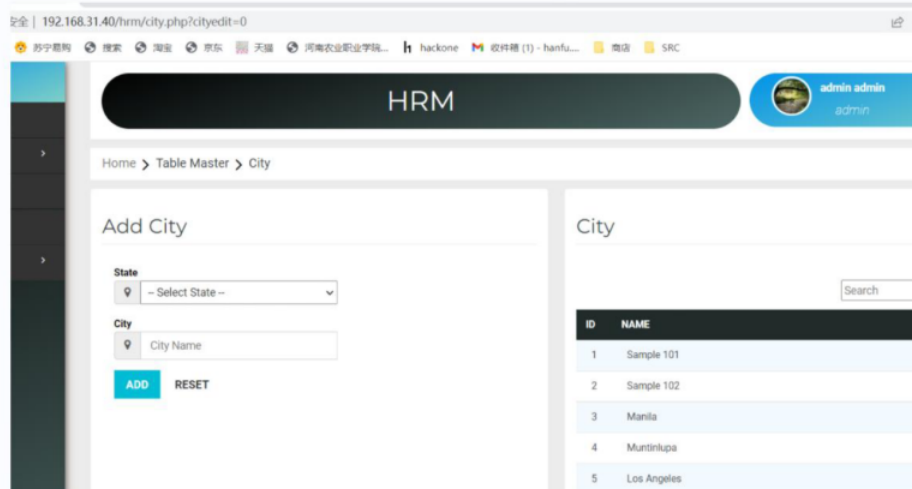 安全 | 192.168.31.40/hrm/city.php?cityedit=0
苏宁易购 搜索 淘宝 京东 天猫 河南农业职业学院... hackone 收件箱 (1) - hanfu.... 商店 SRC
HRM
admin admin
admin
Home > Table Master > City
Add City
State
-- Select State --
City
City Name
ADD RESET
City
Search
ID NAME
1 Sample 101
2 Sample 102
3 Manila
4 Muntinlupa
5 Los Angeles